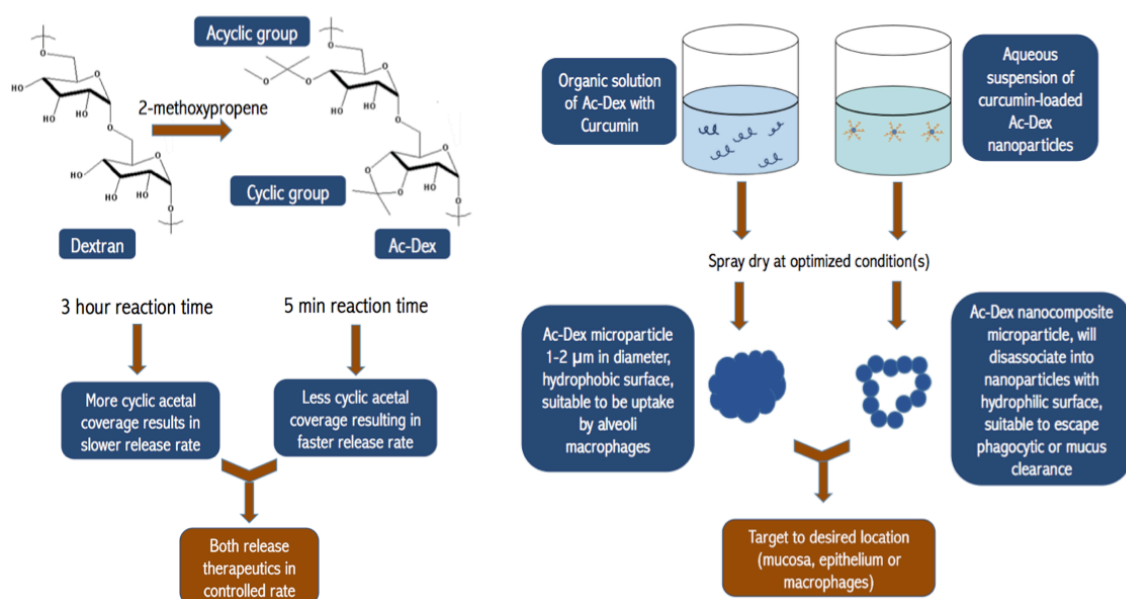 Acyclic group
O
O
HO
O
HO
OH
O
2-methoxypropene
O
HO
O
HO
OH
O
Dextran
O
O
O
O
HO
OH
O
Cyclic group
O
O
O
OH
O
Ac-Dex
3 hour reaction time
5 min reaction time
More cyclic acetal
coverage results in
slower release rate
Less cyclic acetal
coverage resulting in
faster release rate
Both release
therapeutics in
controlled rate
Organic solution
of Ac-Dex with
Curcumin
Aqueous
suspension of
curcumin-loaded
Ac-Dex
nanoparticles
Spray dry at optimized condition(s)
Ac-Dex microparticle
1-2 µm in diameter,
hydrophobic surface,
suitable to be uptake
by alveoli
macrophages
Ac-Dex nanocomposite
microparticle, will
disassociate into
nanoparticles with
hydrophilic surface,
suitable to escape
phagocytic or mucus
clearance
Target to desired location
(mucosa, epithelium or
macrophages)